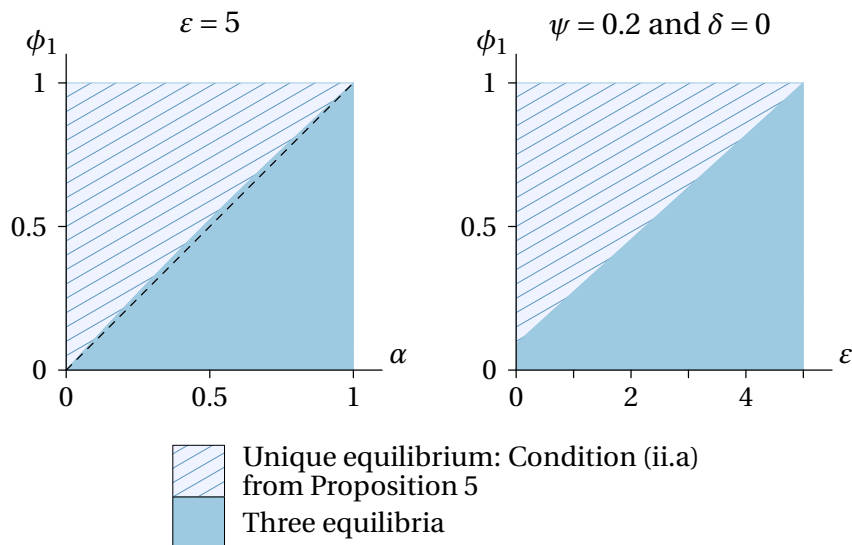 ε = 5
ψ = 0.2 and δ = 0
ϕ1
1
0.5
0
0
0.5
1
α
ϕ1
1
0.5
0
0
2
4
ε
Unique equilibrium: Condition (ii.a)
from Proposition 5
Three equilibria